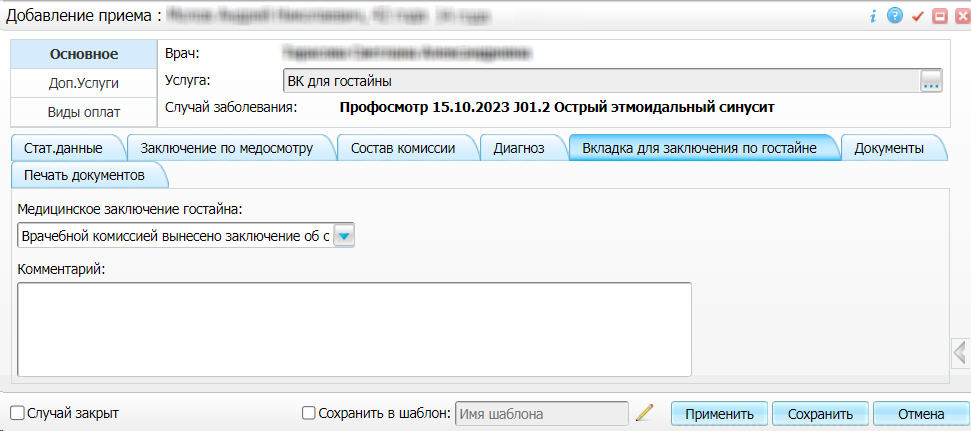 Добавление приема :
Основное
Доп.Услуги
Виды оплат
Врач:
Услуга: ВК для гостайны ...
Случай заболевания: Профосмотр 15.10.2023 J01.2 Острый этмоидальный синусит
Стат.данные Заключение по медосмотру Состав комиссии Диагноз Вкладка для заключения по гостайне Документы
Печать документов
Медицинское заключение гостайна:
Врачебной комиссией вынесено заключение об с
Комментарий:
Случай закрыт Сохранить в шаблон: Имя шаблона Применить Сохранить Отмена